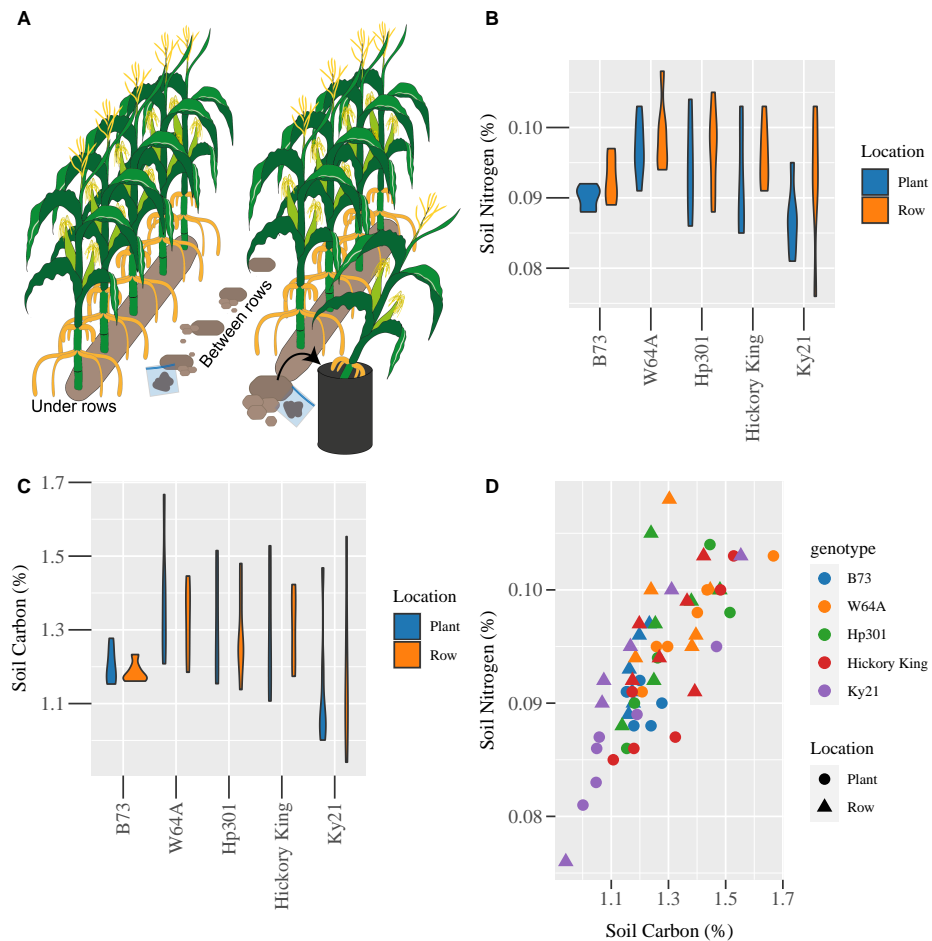 A
Between rows
Under rows
B
Soil Nitrogen (%)
0.10
0.09
0.08
B73
W64A
Hp301
Hickory King
Ky21
Location
Plant
Row
C
Soil Carbon (%)
1.7
1.5
1.3
1.1
B73
W64A
Hp301
Hickory King
Ky21
Location
Plant
Row
D
Soil Nitrogen (%)
0.10
0.09
0.08
1.1 1.3 1.5 1.7
Soil Carbon (%)
genotype
B73
W64A
Hp301
Hickory King
Ky21
Location
Plant
Row